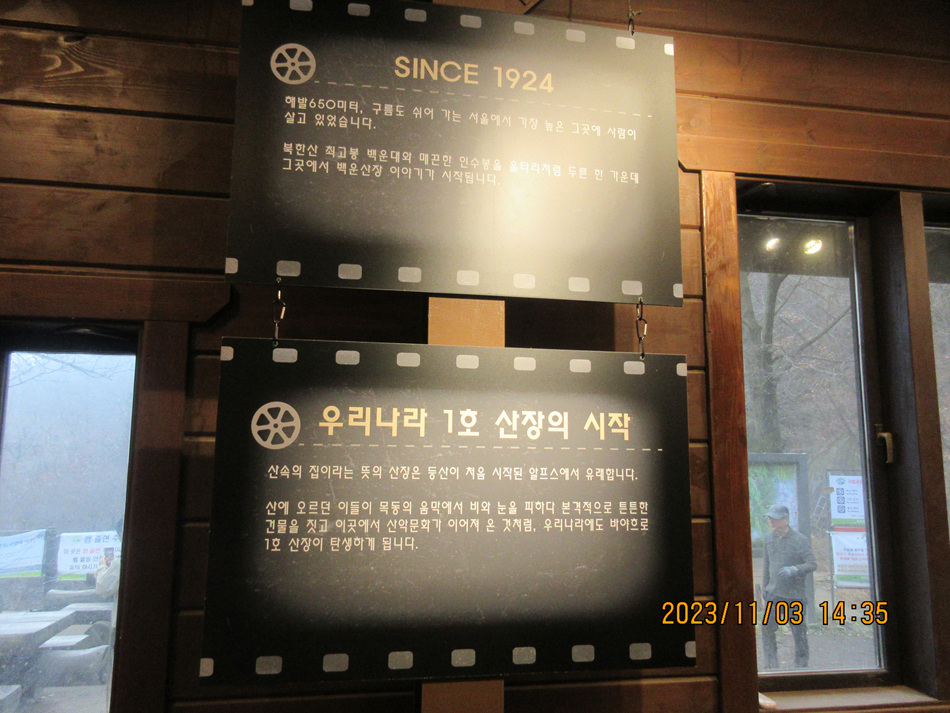 SINCE 1924
해발650미터, 구름도 쉬어 가는 서울에서 가장 높은 그곳에 사람이
살고 있었습니다.
북한산 최고봉 백운대와 매끈한 인수봉을 울타리처럼 두른 한 가운데
그곳에서 백운산장 이야기가 시작됩니다.
우리나라 1호 산장의 시작
산속의 집이라는 뜻의 산장은 등산이 처음 시작된 알프스에서 유래합니다.
산에 오르던 이들이 목동의 움막에서 비와 눈을 피하다 본격적으로 튼튼한
건물을 짓고 이곳에서 산악문화가 이어져 온 것처럼, 우리나라에도 바야흐로
1호 산장이 탄생하게 됩니다.
2023/11/03 14:35